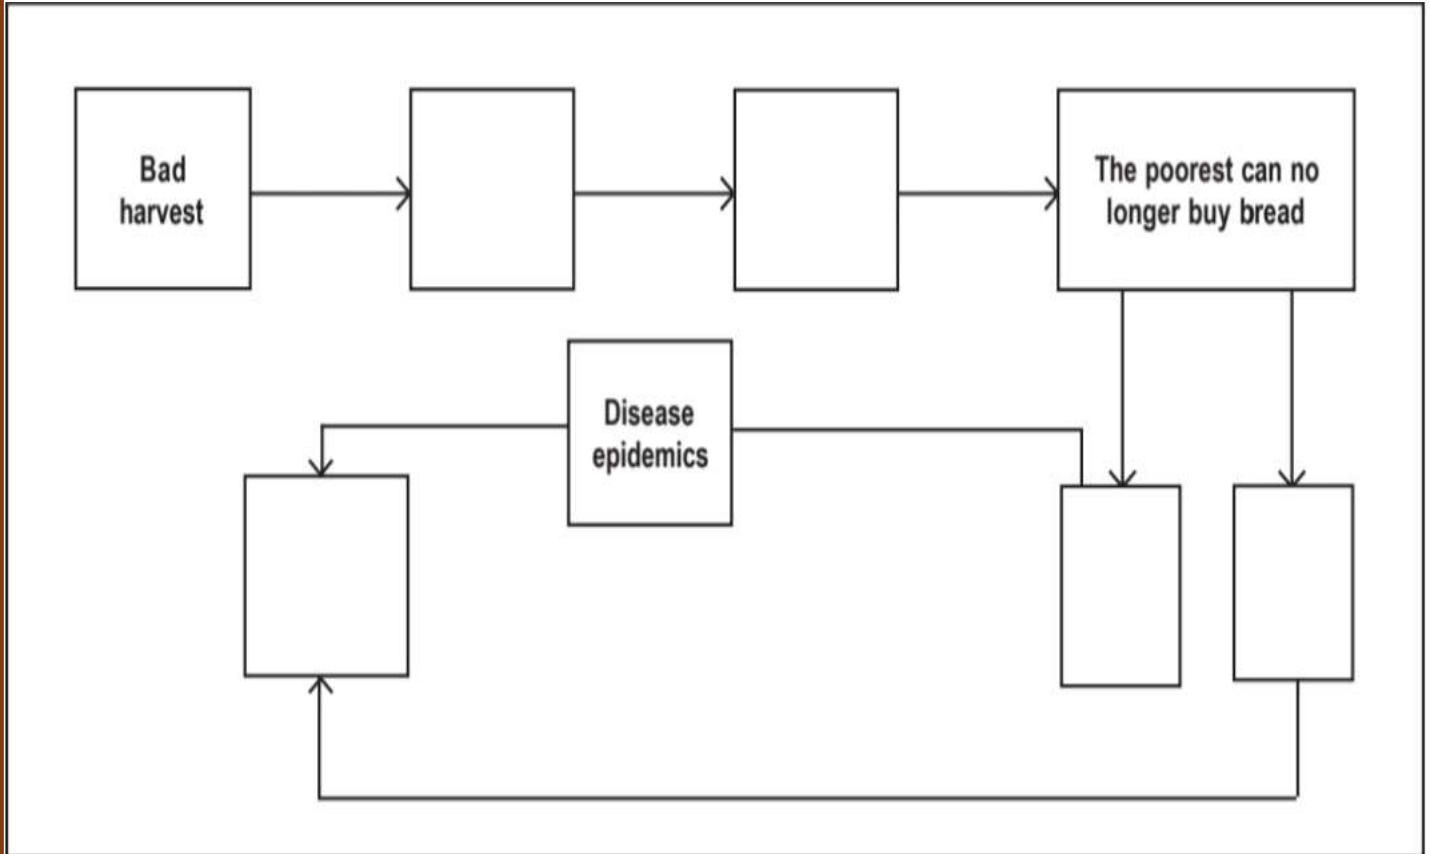 Bad
harvest
The poorest can no
longer buy bread
Disease
epidemics